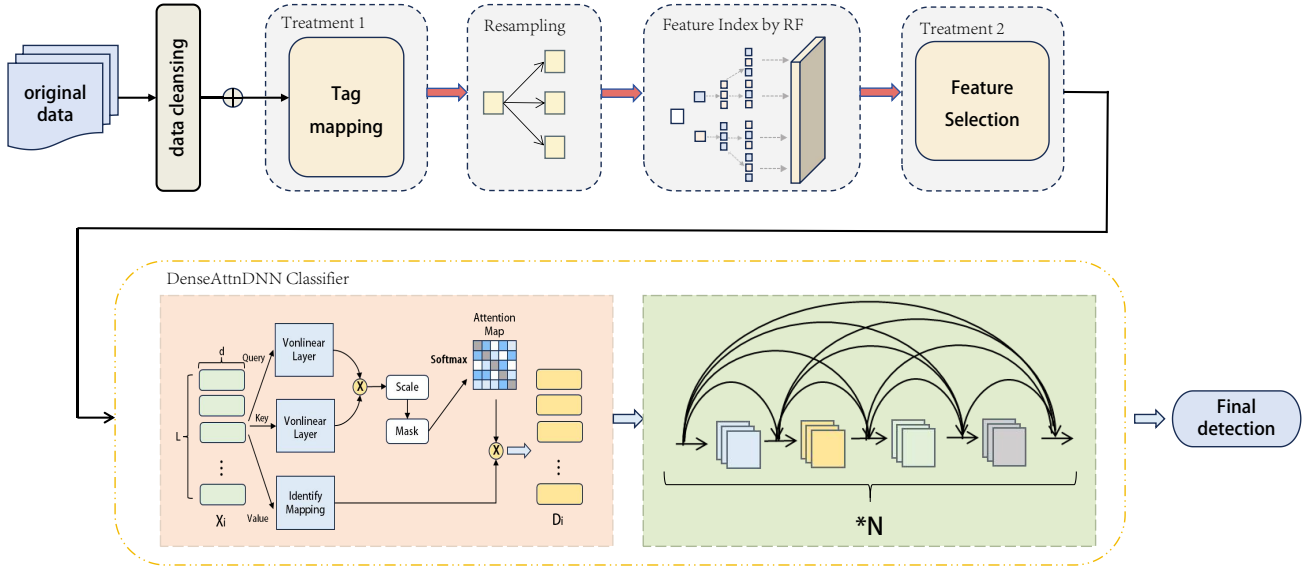 original
data
data cleansing
Treatment 1
Tag
mapping
Resampling
Feature Index by RF
Treatment 2
Feature
Selection
DenseAttnDNN Classifier
d
L
Xi
Query
Key
Value
Vonlinear
Layer
Vonlinear
Layer
Identify
Mapping
X
Scale
Mask
Softmax
Attention
Map
X
Di
*N
Final
detection